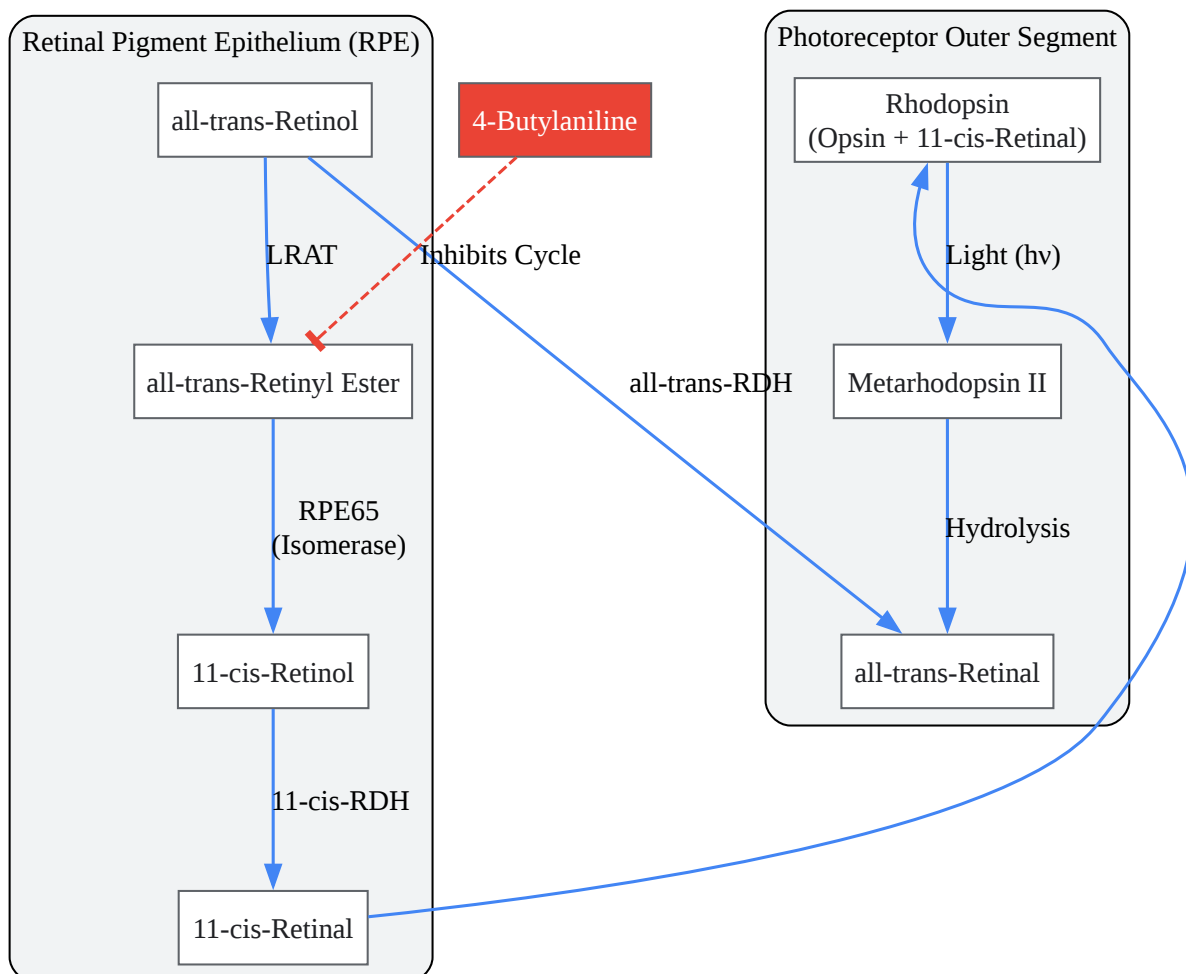 Retinal Pigment Epithelium (RPE)
all-trans-Retinol
4-Butylaniline
LRAT
Inhibits Cycle
all-trans-Retinyl Ester
all-trans-RDH
RPE65
(Isomerase)
11-cis-Retinol
11-cis-RDH
11-cis-Retinal
Photoreceptor Outer Segment
Rhodopsin
(Opsin + 11-cis-Retinal)
Light (hν)
Metarhodopsin II
Hydrolysis
all-trans-Retinal